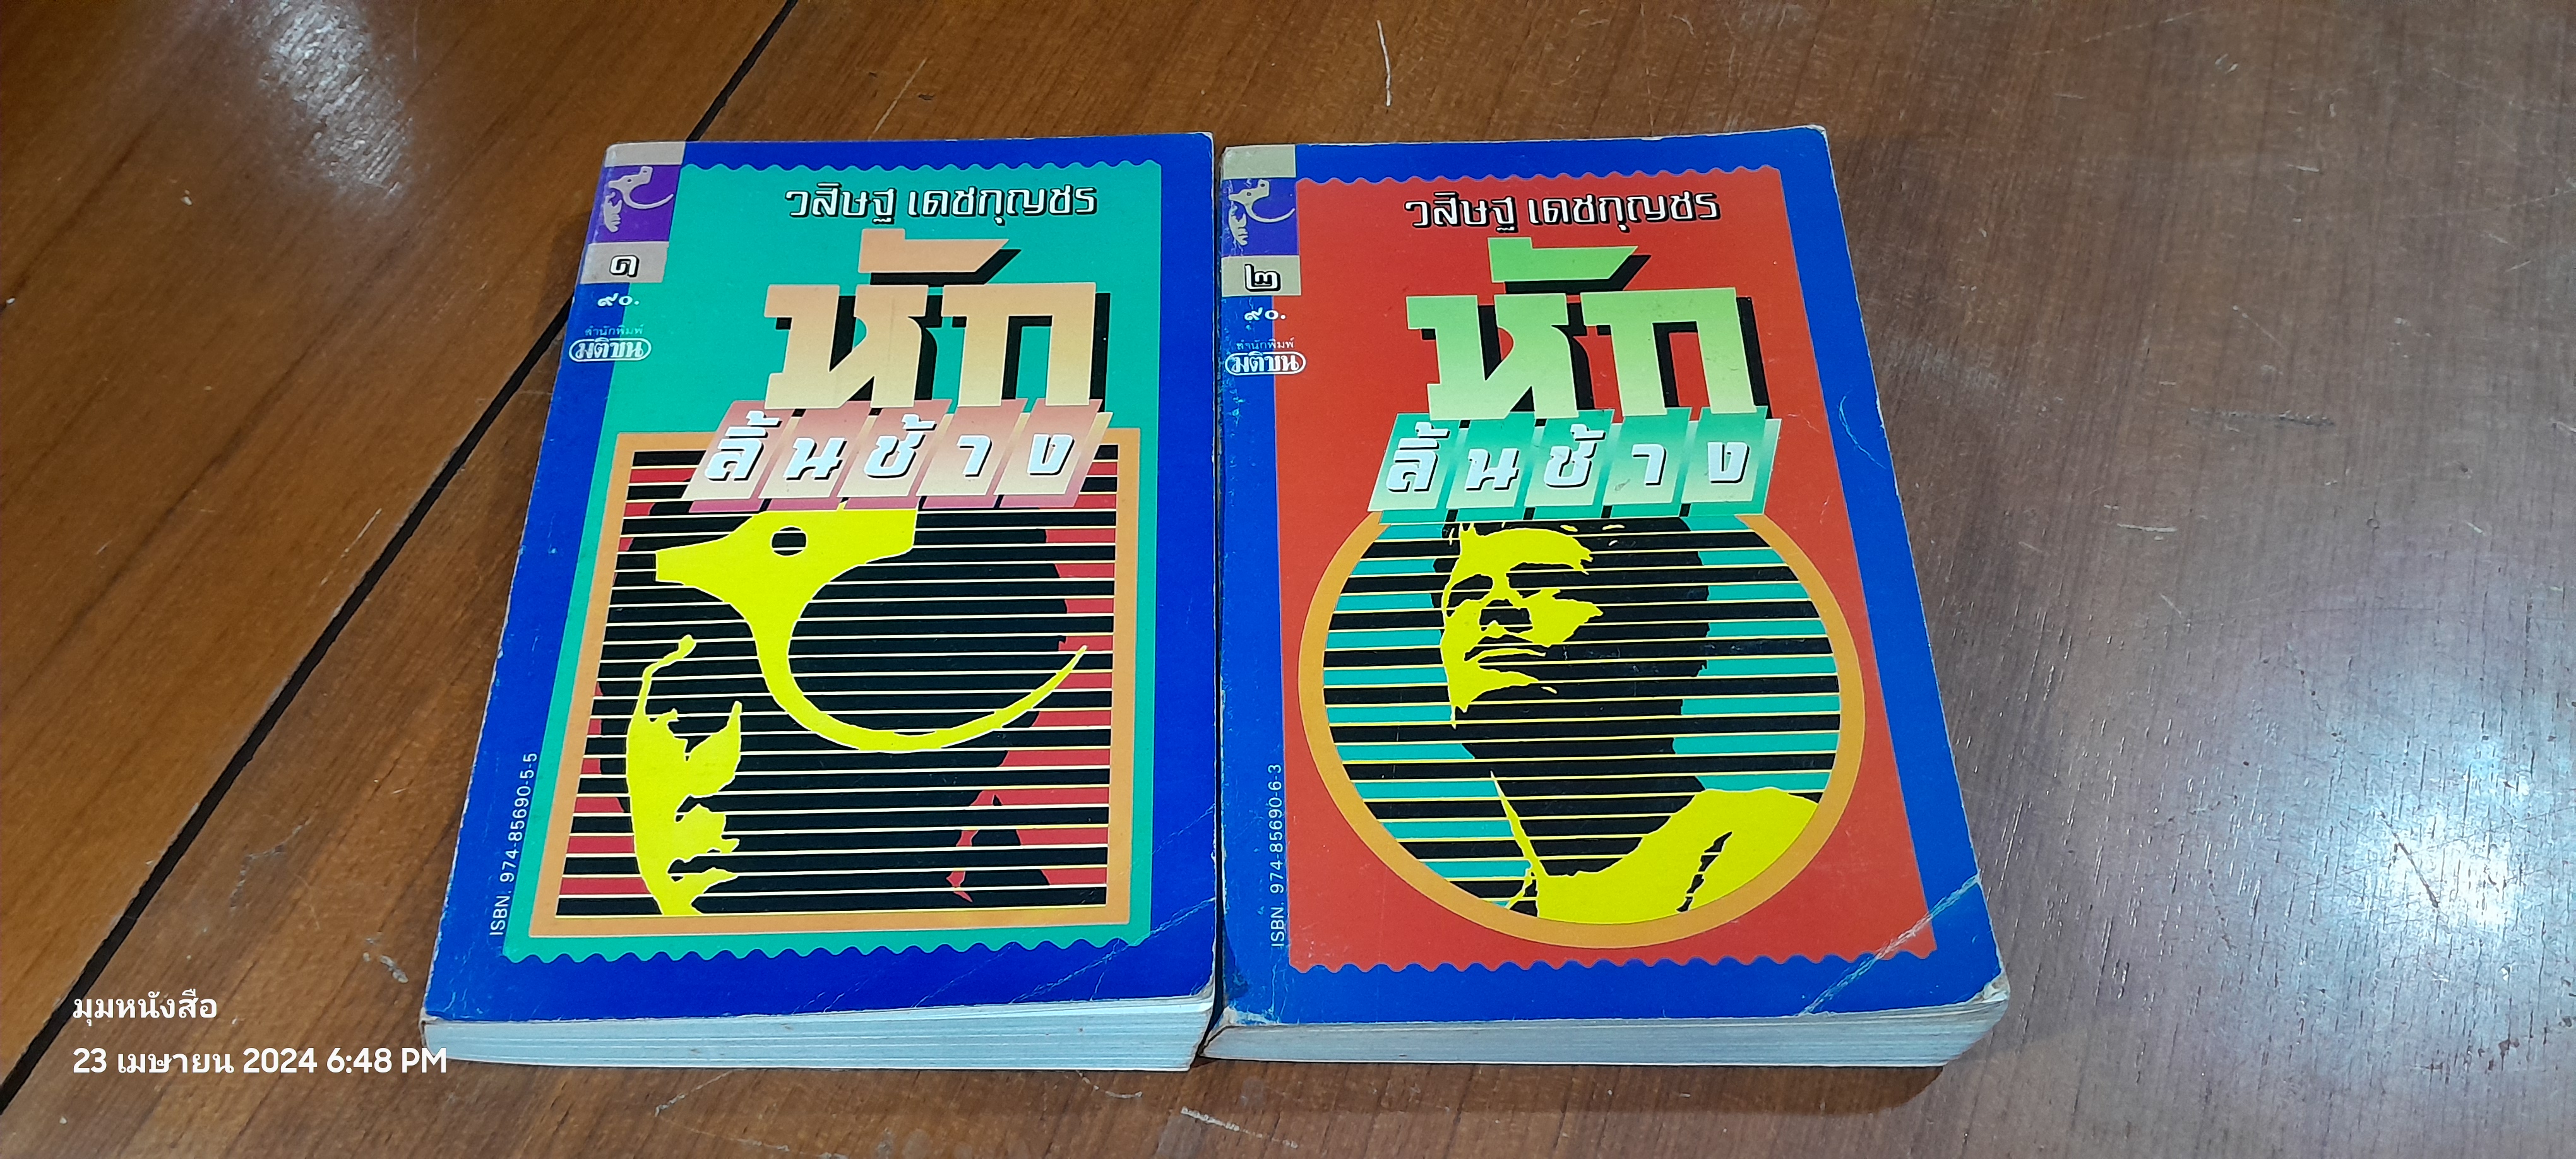 วสิษฐ เดชกุญชร
หัก
ลิ้นช้าง
๑
๙๐.
สำนักพิมพ์
มติชน
ISBN. 974-85690-5-5
วสิษฐ เดชกุญชร
หัก
ลิ้นช้าง
๒
๙๐.
สำนักพิมพ์
มติชน
ISBN. 974-85690-6-3
มุมหนังสือ
23 เมษายน 2024 6:48 PM